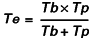 Te = Tb × Tp / Tb + Tp